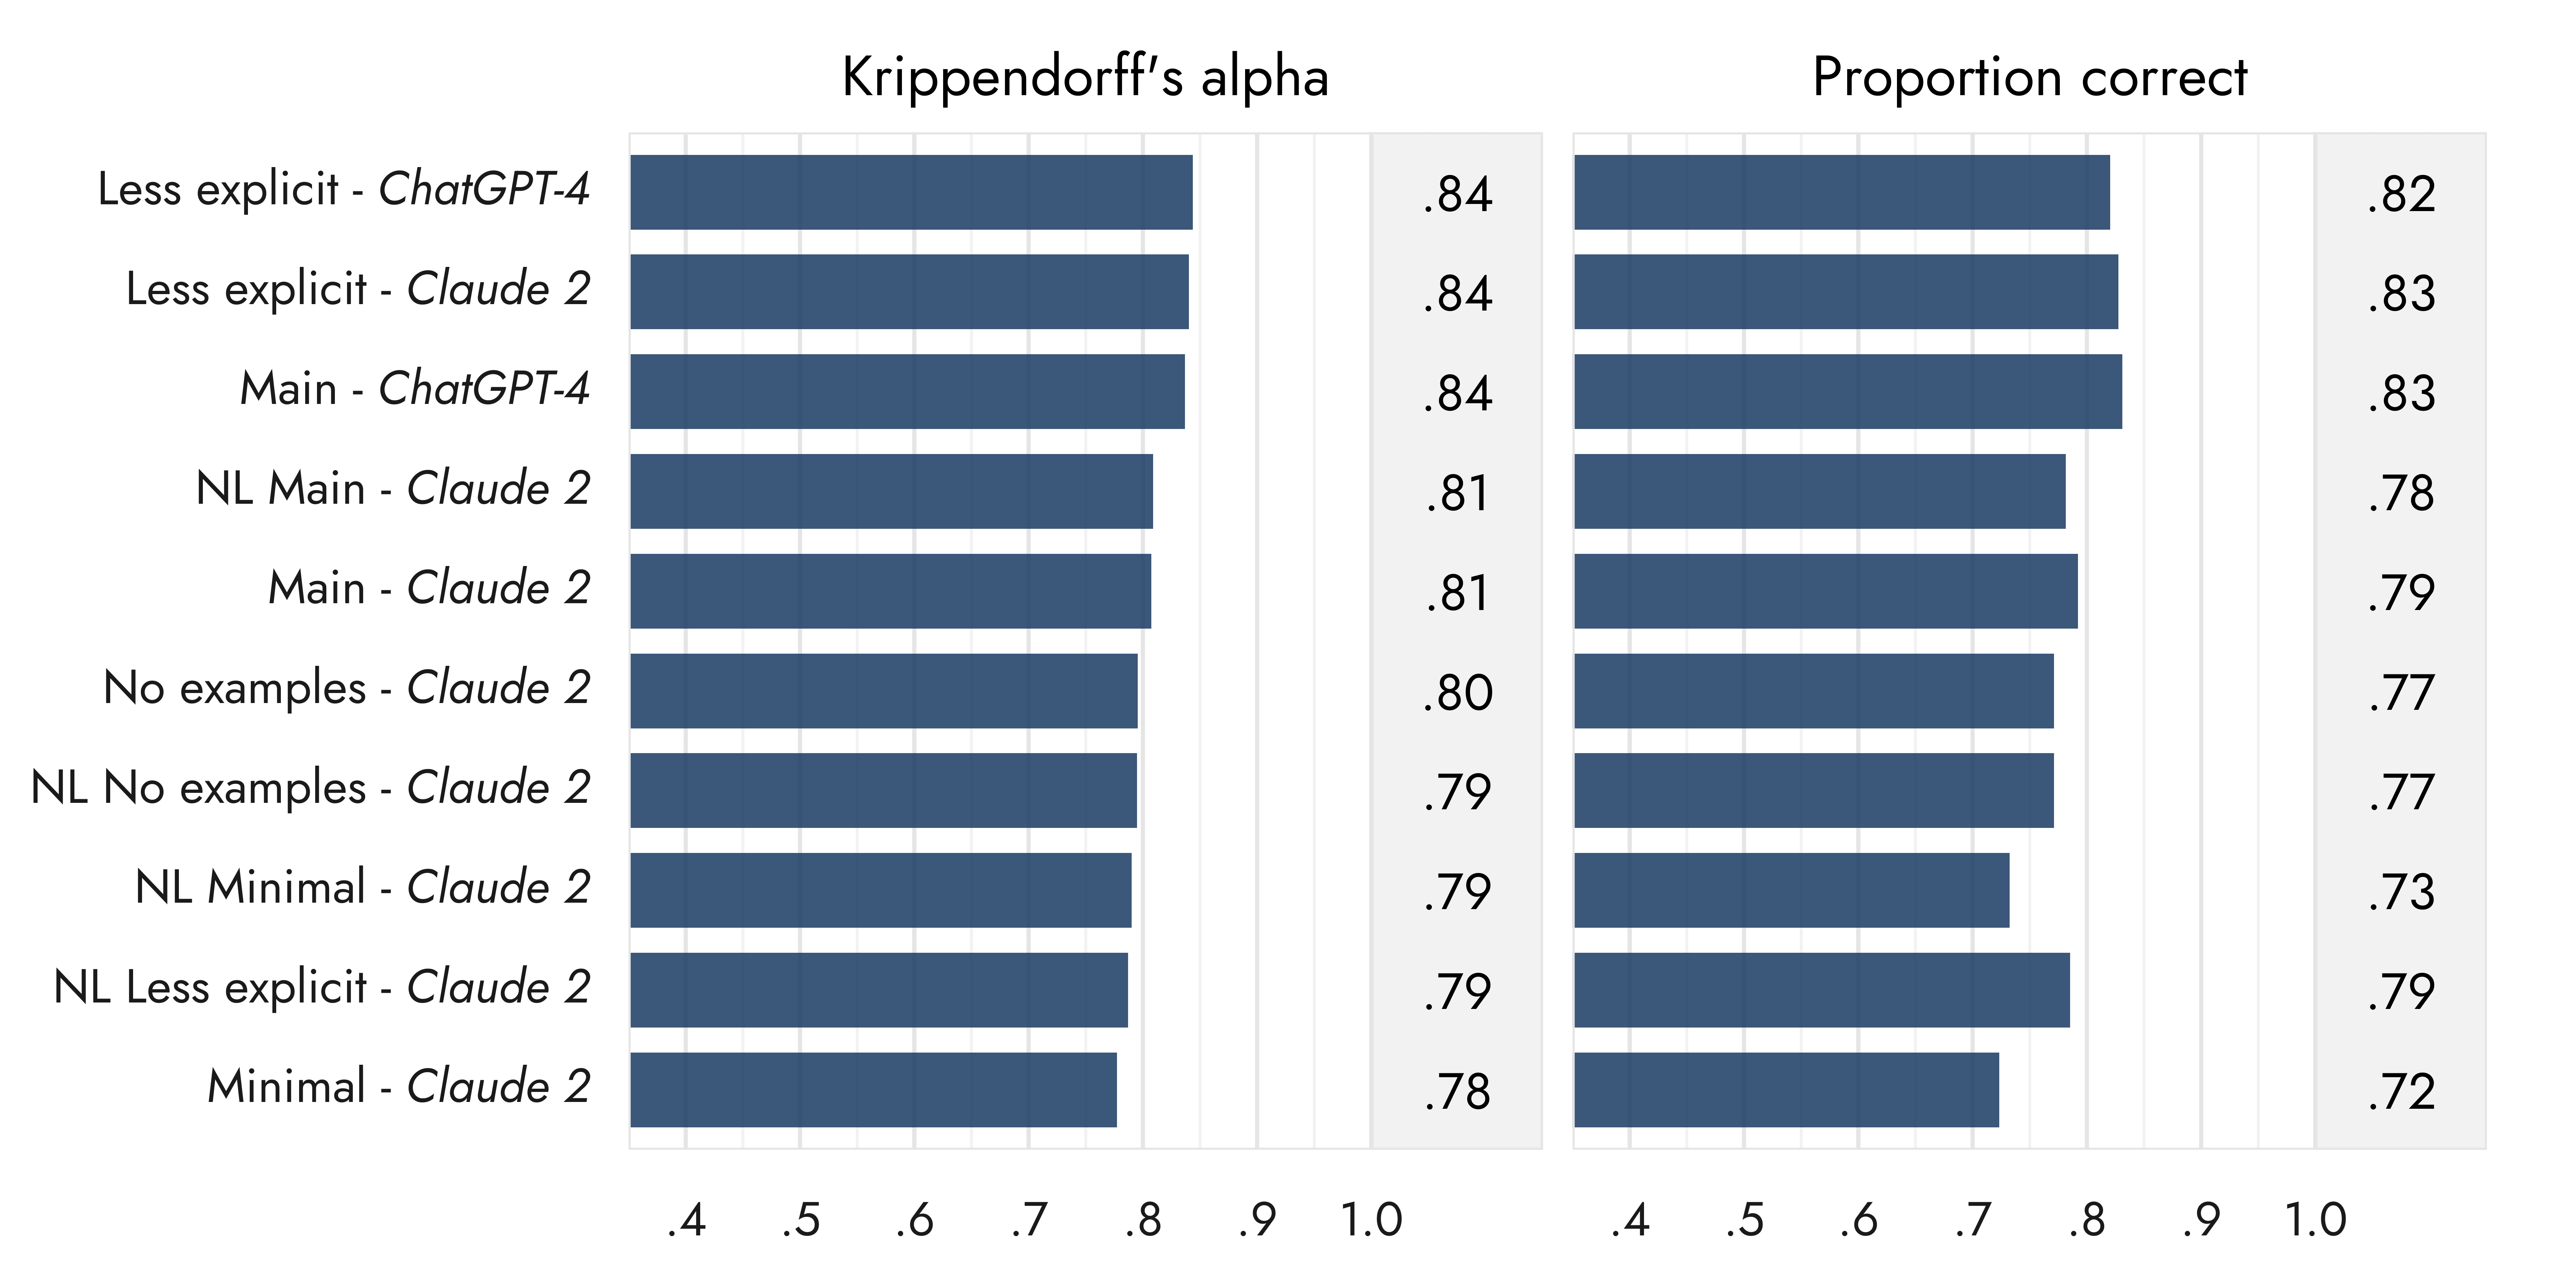 Krippendorff's alpha Proportion correct
Less explicit - ChatGPT-4 .84 .82
Less explicit - Claude 2 .84 .83
Main - ChatGPT-4 .84 .83
NL Main - Claude 2 .81 .78
Main - Claude 2 .81 .79
No examples - Claude 2 .80 .77
NL No examples - Claude 2 .79 .77
NL Minimal - Claude 2 .79 .73
NL Less explicit - Claude 2 .79 .79
Minimal - Claude 2 .78 .72
.4 .5 .6 .7 .8 .9 1.0 .4 .5 .6 .7 .8 .9 1.0